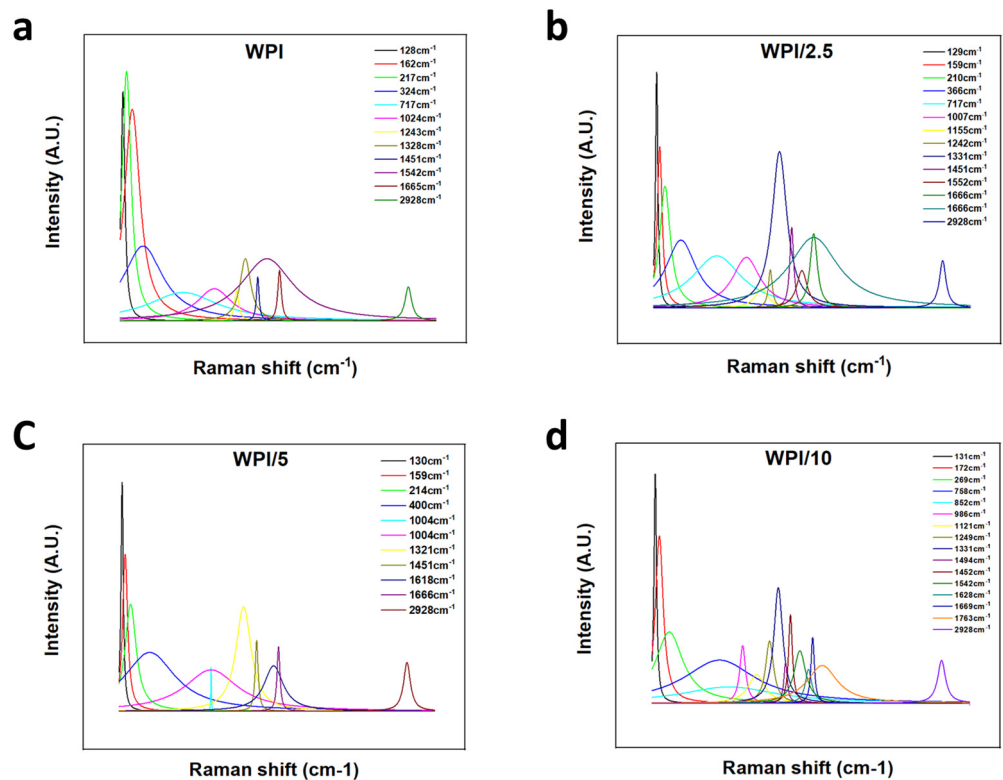 a
WPI
128cm⁻¹
162cm⁻¹
217cm⁻¹
324cm⁻¹
717cm⁻¹
1024cm⁻¹
1243cm⁻¹
1328cm⁻¹
1451cm⁻¹
1542cm⁻¹
1665cm⁻¹
2928cm⁻¹
Intensity (A.U.)
Raman shift (cm⁻¹)
b
WPI/2.5
129cm⁻¹
159cm⁻¹
210cm⁻¹
366cm⁻¹
717cm⁻¹
1007cm⁻¹
1155cm⁻¹
1242cm⁻¹
1331cm⁻¹
1451cm⁻¹
1552cm⁻¹
1666cm⁻¹
1666cm⁻¹
2928cm⁻¹
Intensity (A.U.)
Raman shift (cm⁻¹)
C
WPI/5
130cm⁻¹
159cm⁻¹
214cm⁻¹
400cm⁻¹
1004cm⁻¹
1004cm⁻¹
1321cm⁻¹
1451cm⁻¹
1618cm⁻¹
1666cm⁻¹
2928cm⁻¹
Intensity (A.U.)
Raman shift (cm-1)
d
WPI/10
131cm⁻¹
172cm⁻¹
269cm⁻¹
758cm⁻¹
852cm⁻¹
986cm⁻¹
1121cm⁻¹
1249cm⁻¹
1331cm⁻¹
1494cm⁻¹
1452cm⁻¹
1542cm⁻¹
1628cm⁻¹
1669cm⁻¹
1763cm⁻¹
2928cm⁻¹
Intensity (A.U.)
Raman shift (cm-1)